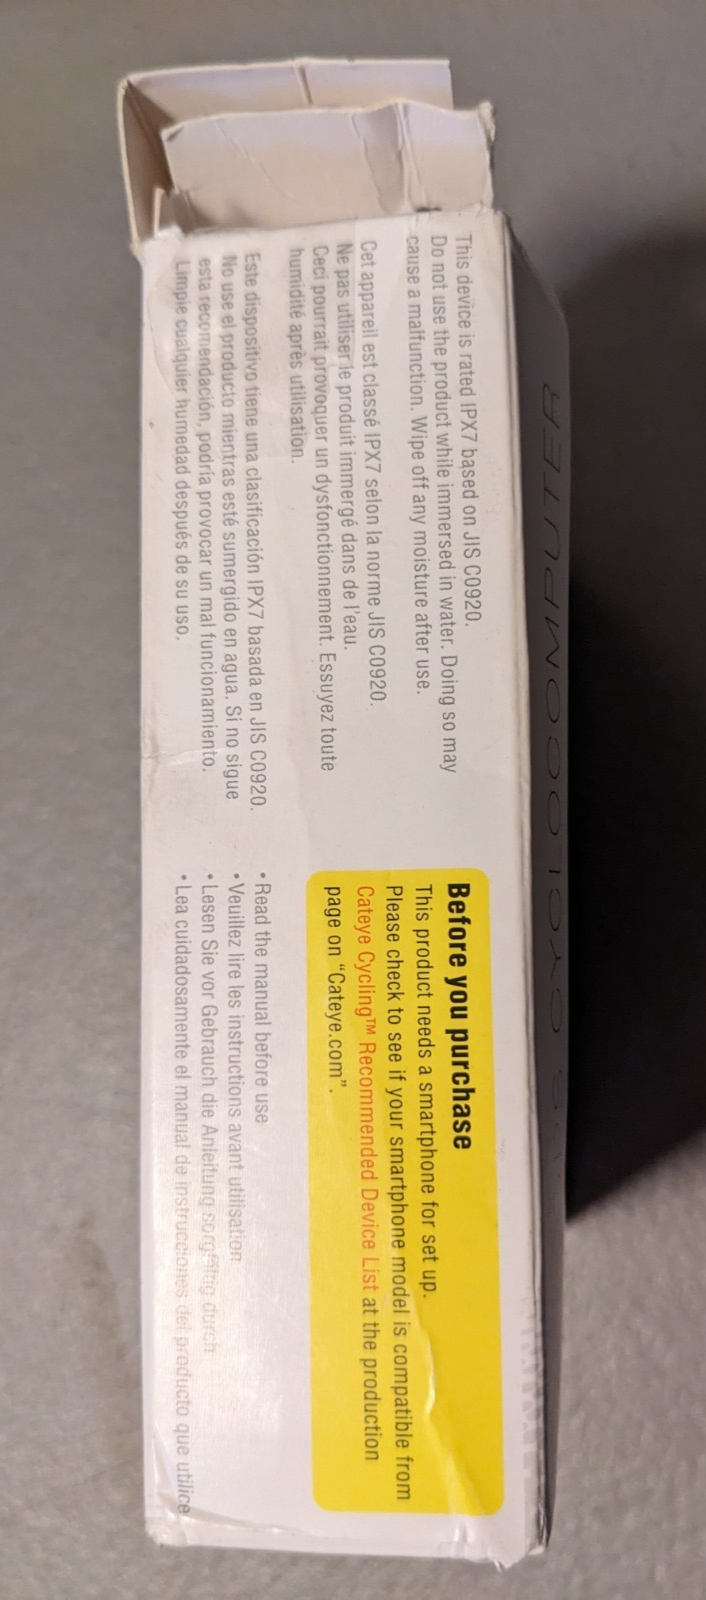 This device is rated IPX7 based on JIS C0920.
Do not use the product while immersed in water. Doing so may
cause a malfunction. Wipe off any moisture after use.
Cet appareil est classé IPX7 selon la norme JIS C0920.
Ne pas utiliser le produit immergé dans de l'eau.
Ceci pourrait provoquer un dysfonctionnement. Essuyez toute
humidité après utilisation.
Este dispositivo tiene una clasificación IPX7 basada en JIS C0920.
No use el producto mientras esté sumergido en agua. Si no sigue
esta recomendación, podría provocar un mal funcionamiento.
Limpie cualquier humedad después de su uso.
Before you purchase
This product needs a smartphone for set up.
Please check to see if your smartphone model is compatible from
Cateye Cycling™ Recommended Device List at the production
page on “Cateye.com”.
• Read the manual before use
• Veuillez lire les instructions avant utilisation
• Lesen Sie vor Gebrauch die Anleitung sorgfältig durch
• Lea cuidadosamente el manual de instrucciones del producto que utilice
CYCLOCOMPUTER